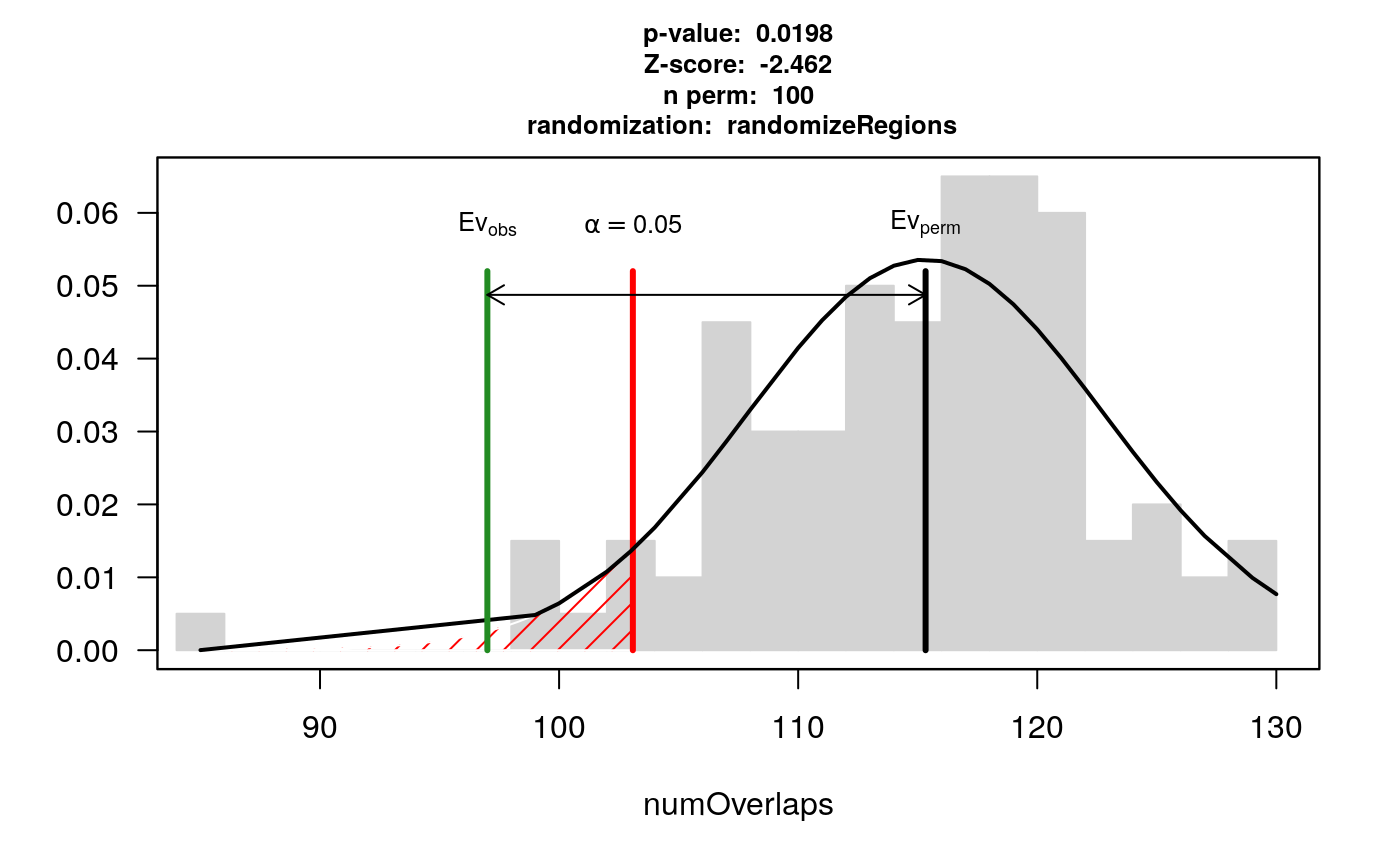 p-value:  0.0198
Z-score:  -2.462
n perm:  100
randomization:  randomizeRegions
Evobs α = 0.05 Evperm
0.06
0.05
0.04
0.03
0.02
0.01
0.00
90 100 110 120 130
numOverlaps